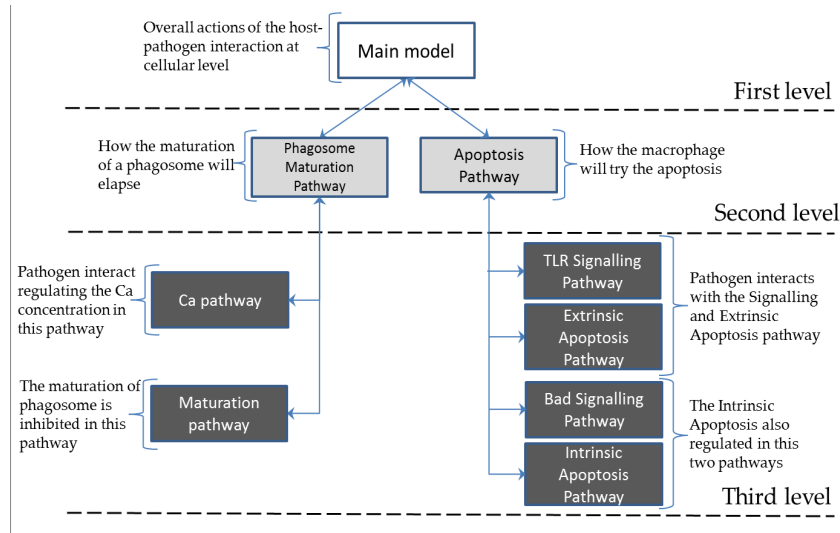 Overall actions of the host-
pathogen interaction at
cellular level
Main model
First level
How the maturation
of a phagosome will
elapse
Phagosome
Maturation
Pathway
Apoptosis
Pathway
How the macrophage
will try the apoptosis
Second level
Pathogen interact
regulating the Ca
concentration in
this pathway
Ca pathway
TLR Signalling
Pathway
Extrinsic
Apoptosis
Pathway
Pathogen interacts
with the Signalling
and Extrinsic
Apoptosis pathway
The maturation of
phagosome is
inhibited in this
pathway
Maturation
pathway
Bad Signalling
Pathway
Intrinsic
Apoptosis
Pathway
The Intrinsic
Apoptosis also
regulated in this
two pathways
Third level